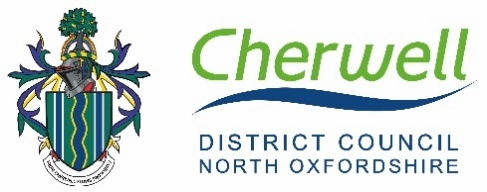 Cherwell
DISTRICT COUNCIL
NORTH OXFORDSHIRE